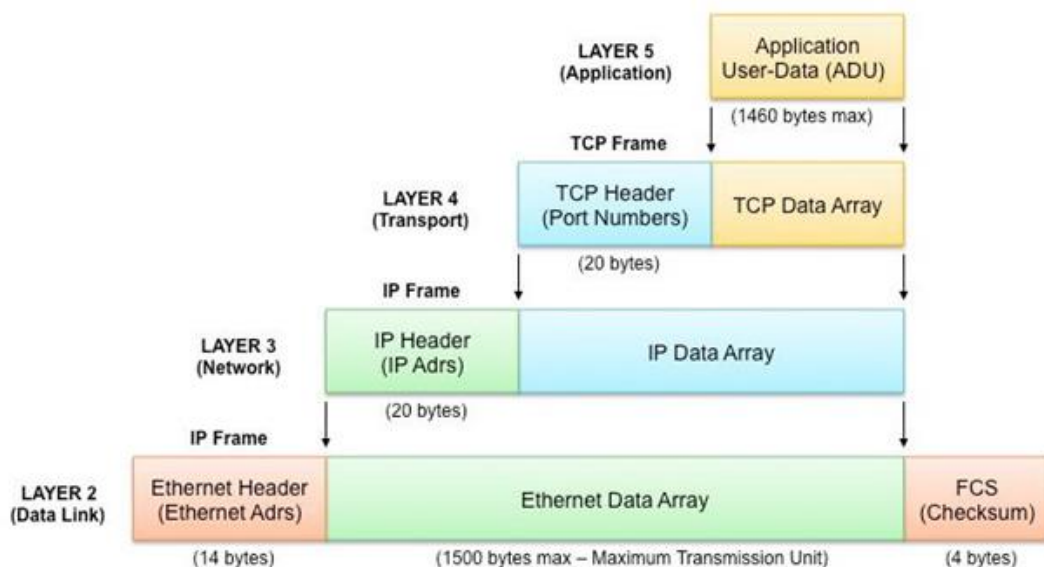 LAYER 5
(Application)
Application
User-Data (ADU)
(1460 bytes max)
TCP Frame
LAYER 4
(Transport)
TCP Header
(Port Numbers)
TCP Data Array
(20 bytes)
IP Frame
LAYER 3
(Network)
IP Header
(IP Adrs)
IP Data Array
(20 bytes)
IP Frame
LAYER 2
(Data Link)
Ethernet Header
(Ethernet Adrs)
Ethernet Data Array
FCS
(Checksum)
(14 bytes)
(1500 bytes max – Maximum Transmission Unit)
(4 bytes)